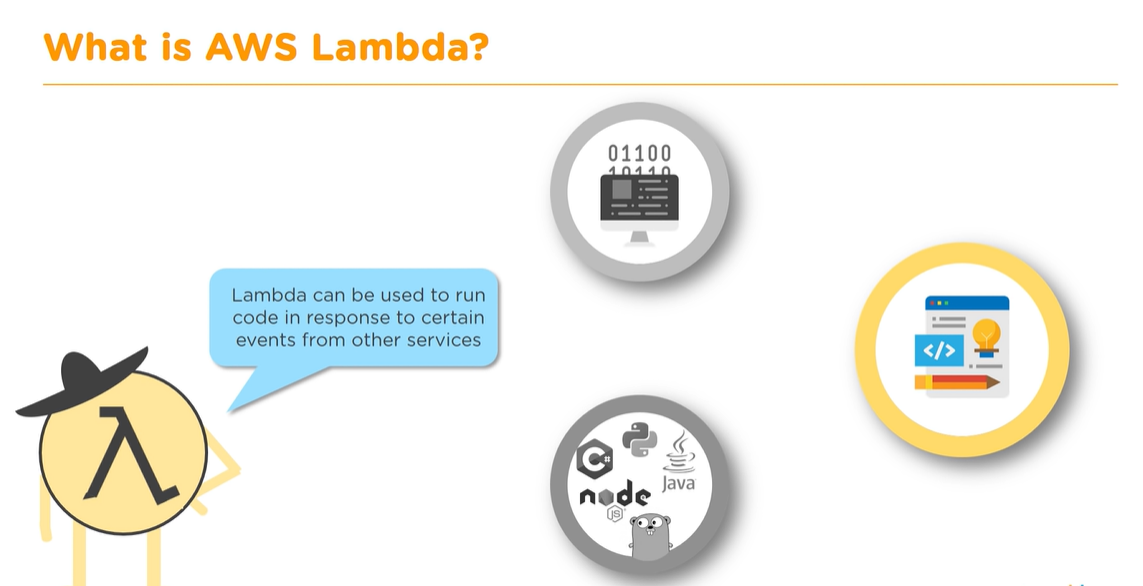 What is AWS Lambda?
01100
10110
Lambda can be used to run
code in response to certain
events from other services
λ
</>
C#
Java
node
JS